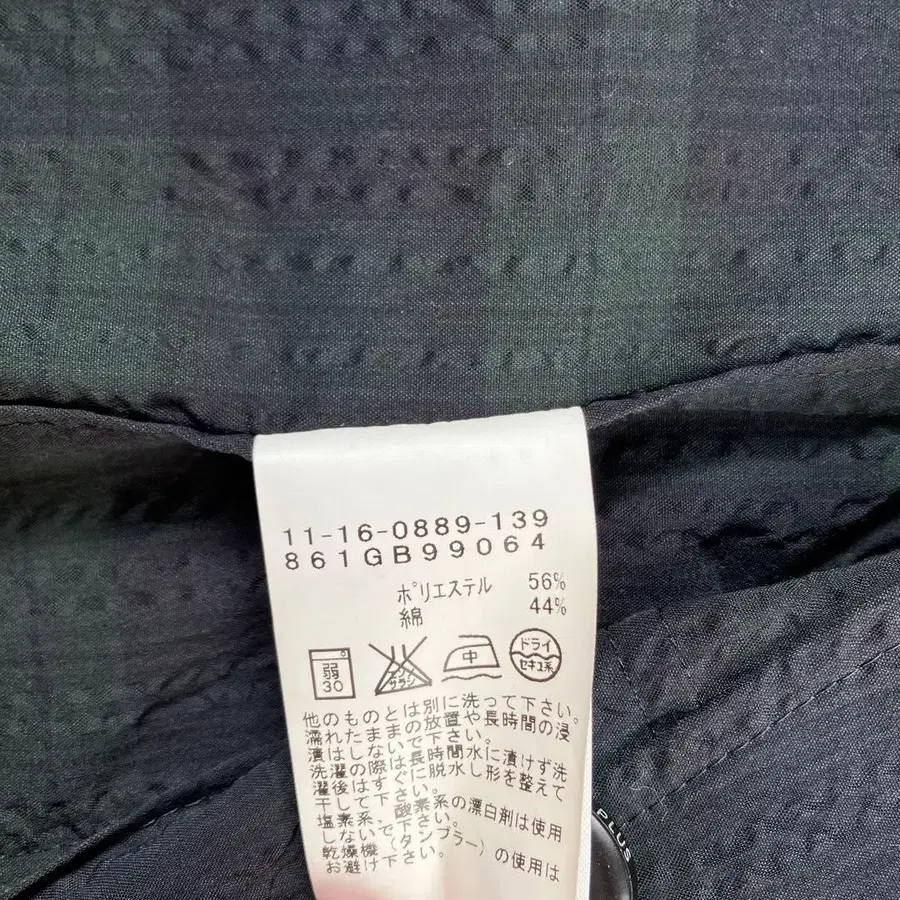 11-16-0889-139
861GB99064
ポリエステル 56%
綿 44%
弱
30
エンソ
サラシ
中
ドライ
セキユ系
他のものとは別に洗って下さい。
濡れたままの放置や長時間の浸
漬はしないで下さい。
洗濯の際は長時間水に漬けず洗
濯後はすぐに脱水し形を整えて
干して下さい。
塩素系、酸素系の漂白剤は使用
しないで下さい。
乾燥機(タンブラー)の使用は
お避け下さい。
PLUS